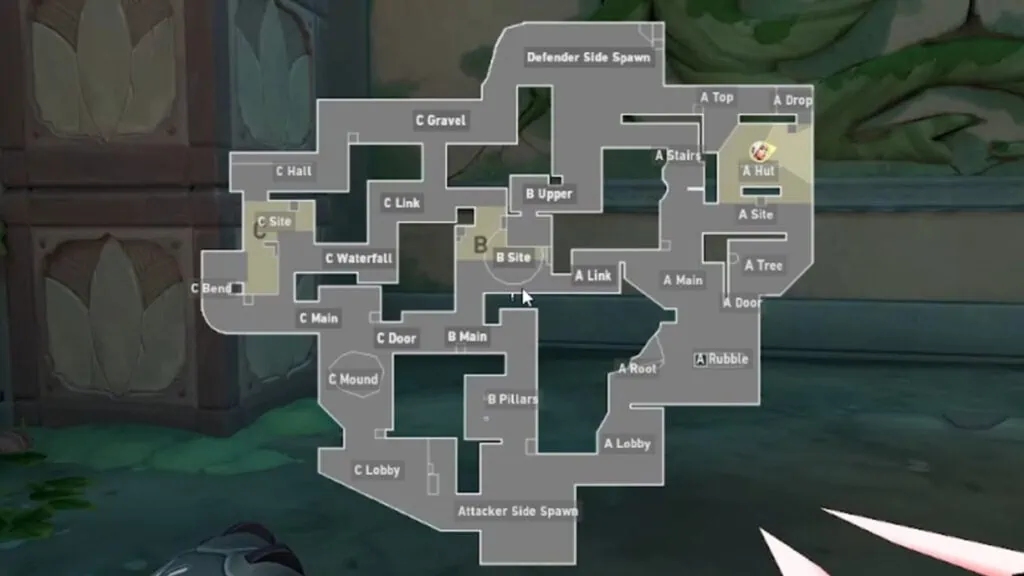 Defender Side Spawn
A Top
A Drop
C Gravel
A Stairs
C Hall
A Hut
B Upper
C Link
A Site
C Site
C
B
B Site
C Waterfall
A Tree
A Link
A Main
C Bend
A Door
C Main
C Door
B Main
A Rubble
A Root
C Mound
B Pillars
A Lobby
C Lobby
Attacker Side Spawn